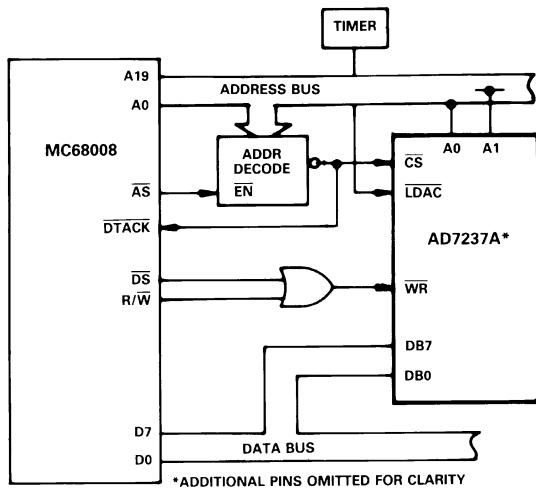 TIMER
A19
ADDRESS BUS
A0
MC68008
ADDR
DECODE
EN
A0
A1
CS
AS
LDAC
DTACK
AD7237A*
DS
R/W
WR
DB7
DB0
D7
DATA BUS
D0
*ADDITIONAL PINS OMITTED FOR CLARITY